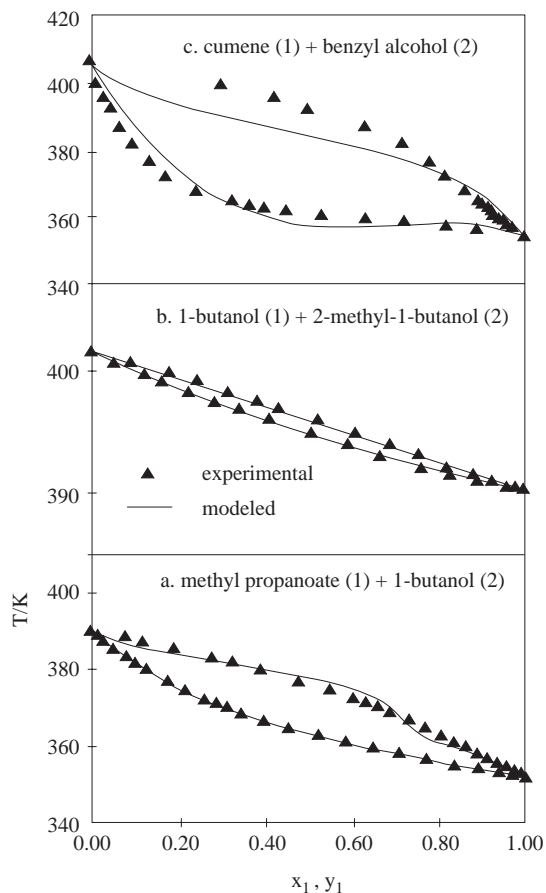 420
c. cumene (1) + benzyl alcohol (2)
400
380
360
340
b. 1-butanol (1) + 2-methyl-1-butanol (2)
400
experimental
390
modeled
T/K
a. methyl propanoate (1) + 1-butanol (2)
400
380
360
340
0.00 0.20 0.40 0.60 0.80 1.00
x1 , y1